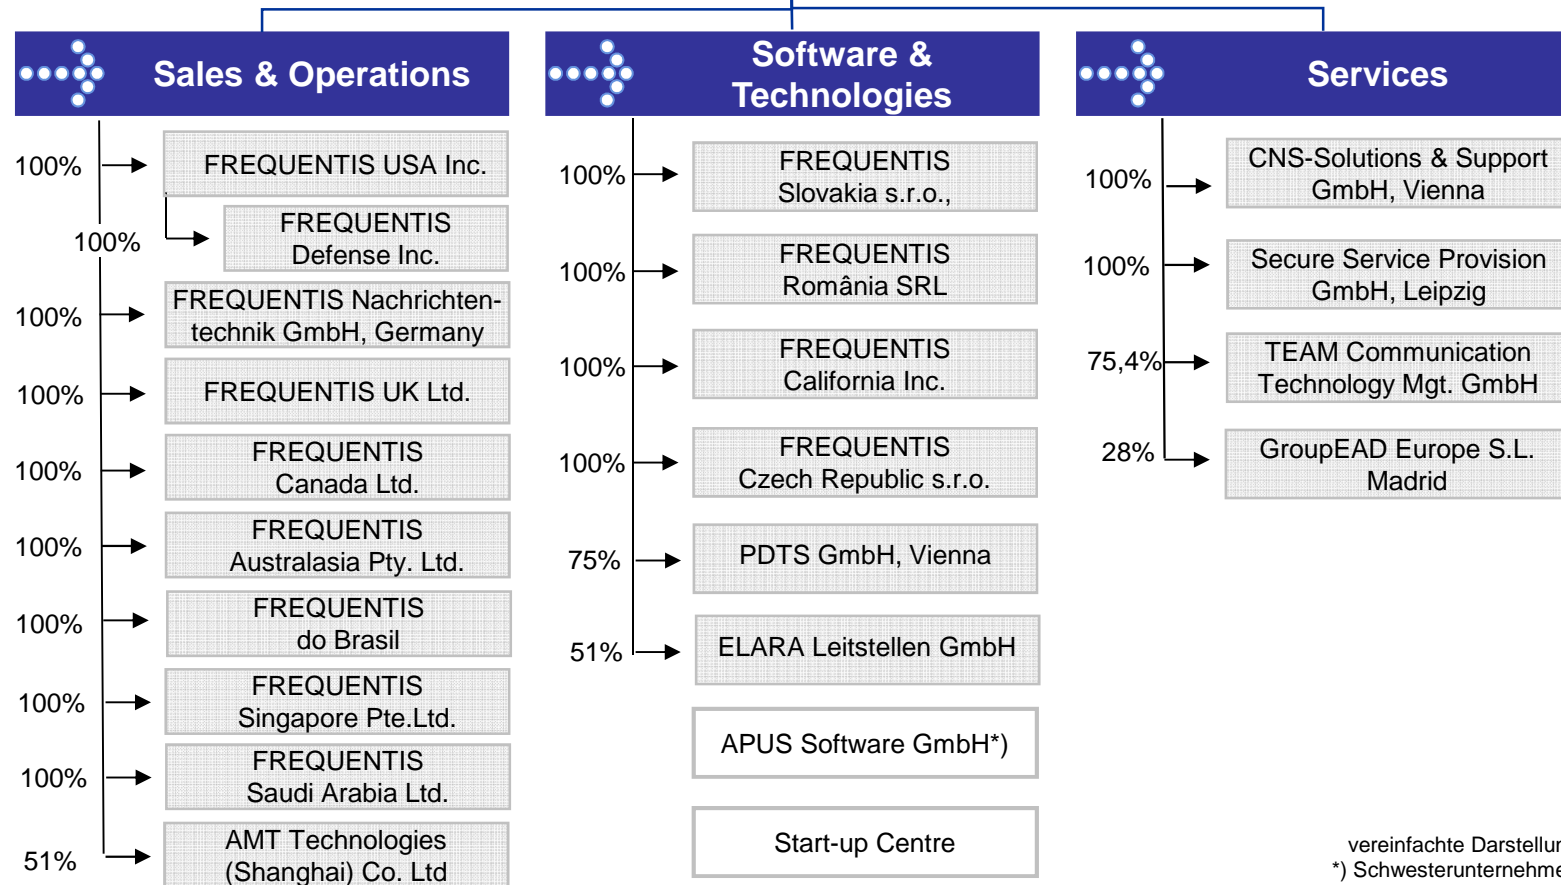 Sales & Operations
100%
FREQUENTIS USA Inc.
100%
FREQUENTIS
Defense Inc.
100%
FREQUENTIS Nachrichten-
technik GmbH, Germany
100%
FREQUENTIS UK Ltd.
100%
FREQUENTIS
Canada Ltd.
100%
FREQUENTIS
Australasia Pty. Ltd.
100%
FREQUENTIS
do Brasil
100%
FREQUENTIS
Singapore Pte.Ltd.
100%
FREQUENTIS
Saudi Arabia Ltd.
51%
AMT Technologies
(Shanghai) Co. Ltd
Software &
Technologies
100%
FREQUENTIS
Slovakia s.r.o.,
100%
FREQUENTIS
România SRL
100%
FREQUENTIS
California Inc.
100%
FREQUENTIS
Czech Republic s.r.o.
75%
PDTS GmbH, Vienna
51%
ELARA Leitstellen GmbH
APUS Software GmbH*)
Start-up Centre
Services
100%
CNS-Solutions & Support
GmbH, Vienna
100%
Secure Service Provision
GmbH, Leipzig
75,4%
TEAM Communication
Technology Mgt. GmbH
28%
GroupEAD Europe S.L.
Madrid
vereinfachte Darstellun
*) Schwesterunternehme